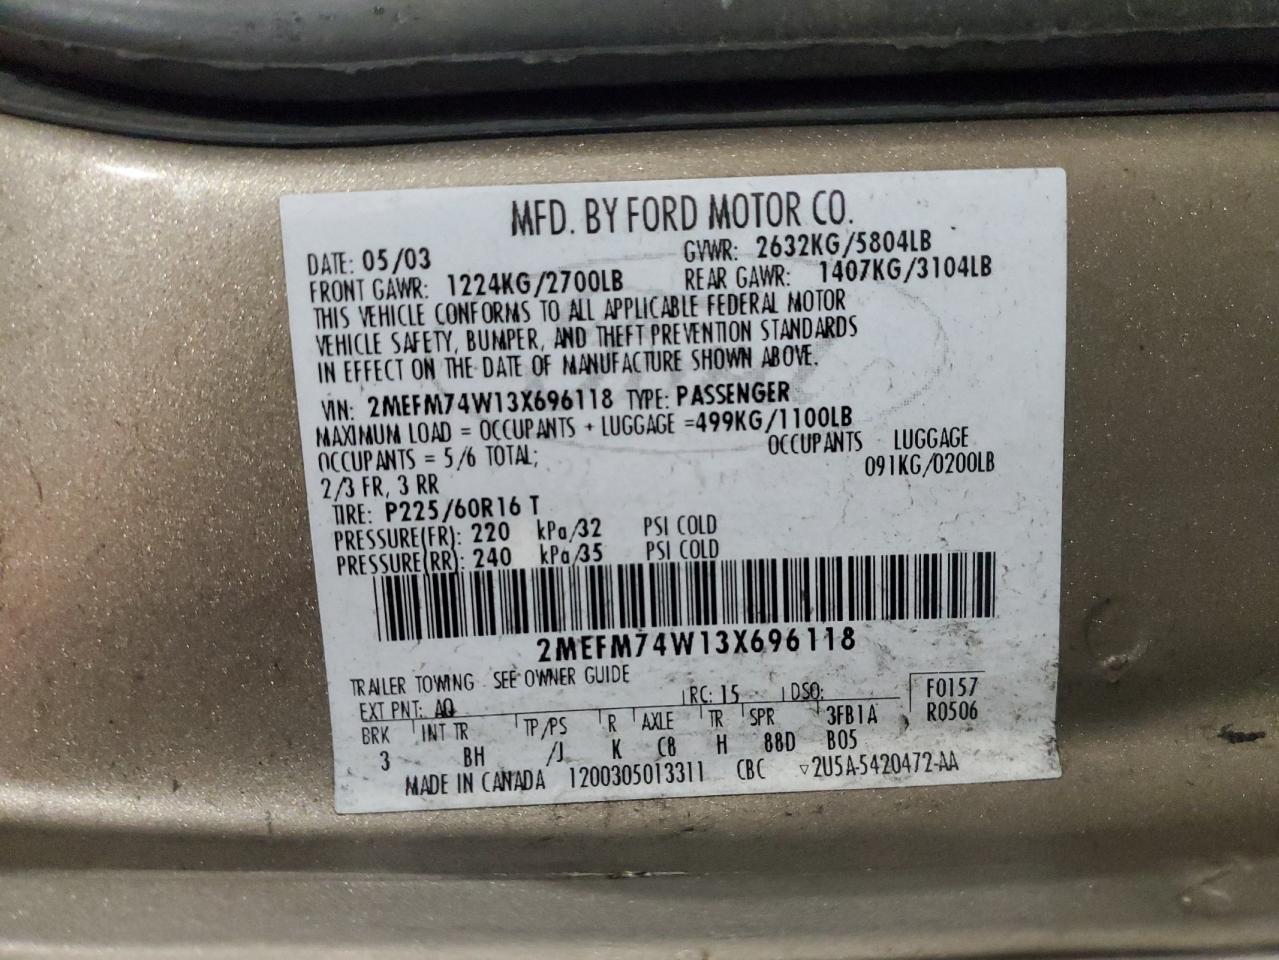 MFD. BY FORD MOTOR CO.
DATE: 05/03 GVWR: 2632KG/5804LB
FRONT GAWR: 1224KG/2700LB REAR GAWR: 1407KG/3104LB
THIS VEHICLE CONFORMS TO ALL APPLICABLE FEDERAL MOTOR
VEHICLE SAFETY, BUMPER, AND THEFT PREVENTION STANDARDS
IN EFFECT ON THE DATE OF MANUFACTURE SHOWN ABOVE.
VIN: 2MEFM74W13X696118 TYPE: PASSENGER
MAXIMUM LOAD = OCCUPANTS + LUGGAGE =499KG/1100LB
OCCUPANTS = 5/6 TOTAL; OCCUPANTS LUGGAGE
2/3 FR, 3 RR 091KG/0200LB
TIRE: P225/60R16 T
PRESSURE(FR): 220 kPa/32 PSI COLD
PRESSURE(RR): 240 kPa/35 PSI COLD
2MEFM74W13X696118
TRAILER TOWING SEE OWNER GUIDE
EXT PNT: AQ RC: 15 DSO: F0157
BRK INT TR TP/PS R AXLE TR SPR 3FB1A R0506
3 BH /J K C8 H 88D B05
MADE IN CANADA 1200305013311 CBC ▽2U5A-5420472-AA